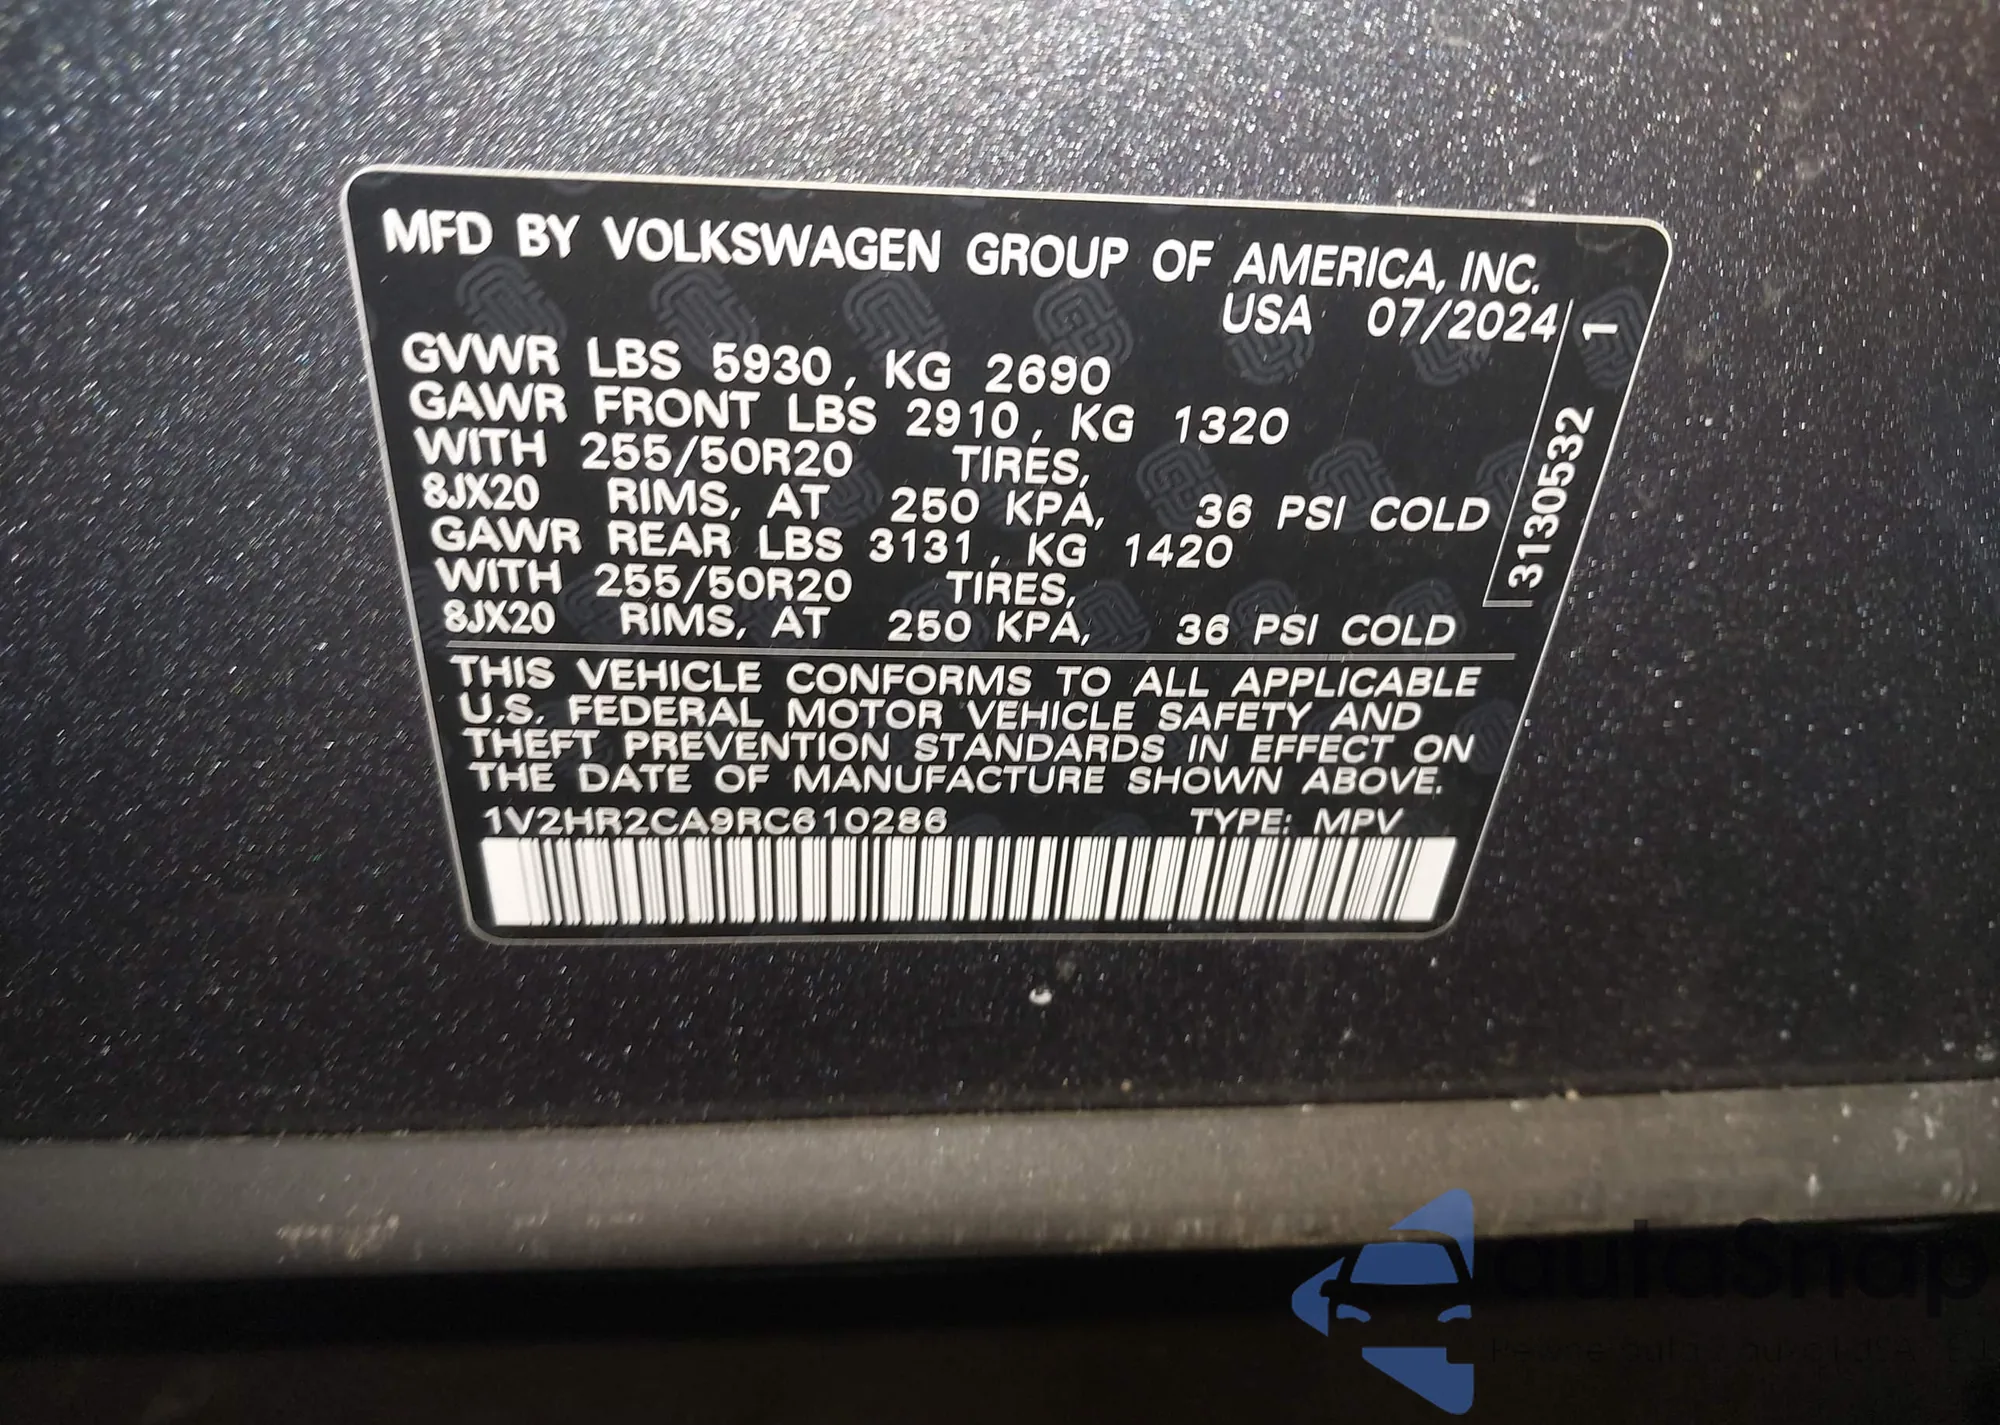 MFD BY VOLKSWAGEN GROUP OF AMERICA, INC.
USA 07/2024
GVWR LBS 5930, KG 2690
GAWR FRONT LBS 2910, KG 1320
WITH 255/50R20 TIRES,
8JX20 RIMS, AT 250 KPA, 36 PSI COLD
GAWR REAR LBS 3131, KG 1420
WITH 255/50R20 TIRES,
8JX20 RIMS, AT 250 KPA, 36 PSI COLD
3130532 1
THIS VEHICLE CONFORMS TO ALL APPLICABLE
U.S. FEDERAL MOTOR VEHICLE SAFETY AND
THEFT PREVENTION STANDARDS IN EFFECT ON
THE DATE OF MANUFACTURE SHOWN ABOVE.
1V2HR2CA9RC610286 TYPE: MPV
autaSnap